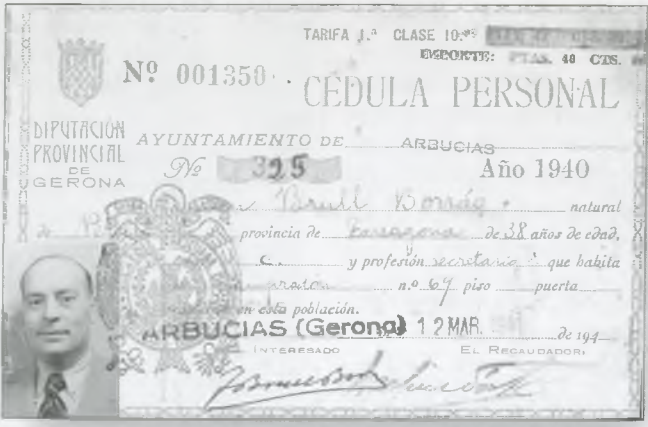 TARIFA 1.ª CLASE 10.ª
IMPORTE: PTAS. 40 CTS.
Nº 001350
CÉDULA PERSONAL
DIPUTACIÓN
PROVINCIAL
DE
GERONA
AYUNTAMIENTO DE ARBUCIAS
Nº 325 Año 1940
Brull Borrás natural
de provincia de Tarragona de 38 años de edad,
y profesión secretario que habita
n.º 67 piso puerta
en esta población.
ARBUCIAS (Gerona) 12 MAR. de 194
INTERESADO EL RECAUDADOR,